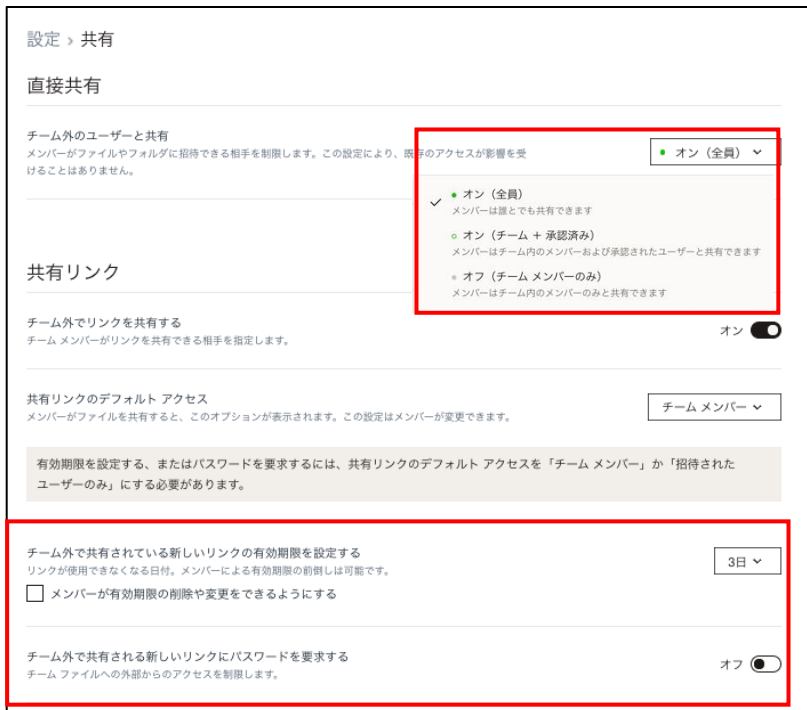 設定 › 共有
直接共有
チーム外のユーザーと共有
メンバーがファイルやフォルダに招待できる相手を制限します。この設定により、既存のアクセスが影響を受
けることはありません。
オン（全員）
オン（全員）
メンバーは誰とでも共有できます
オン（チーム + 承認済み）
メンバーはチーム内のメンバーおよび承認されたユーザーと共有できます
オフ（チーム メンバーのみ）
メンバーはチーム内のメンバーのみと共有できます
共有リンク
チーム外でリンクを共有する
チーム メンバーがリンクを共有できる相手を指定します。
オン
共有リンクのデフォルト アクセス
メンバーがファイルを共有すると、このオプションが表示されます。この設定はメンバーが変更できます。
チーム メンバー
有効期限を設定する、またはパスワードを要求するには、共有リンクのデフォルト アクセスを「チーム メンバー」か「招待された
ユーザーのみ」にする必要があります。
チーム外で共有されている新しいリンクの有効期限を設定する
リンクが使用できなくなる日付。メンバーによる有効期限の前倒しは可能です。
3日
メンバーが有効期限の削除や変更をできるようにする
チーム外で共有される新しいリンクにパスワードを要求する
チーム ファイルへの外部からのアクセスを制限します。
オフ